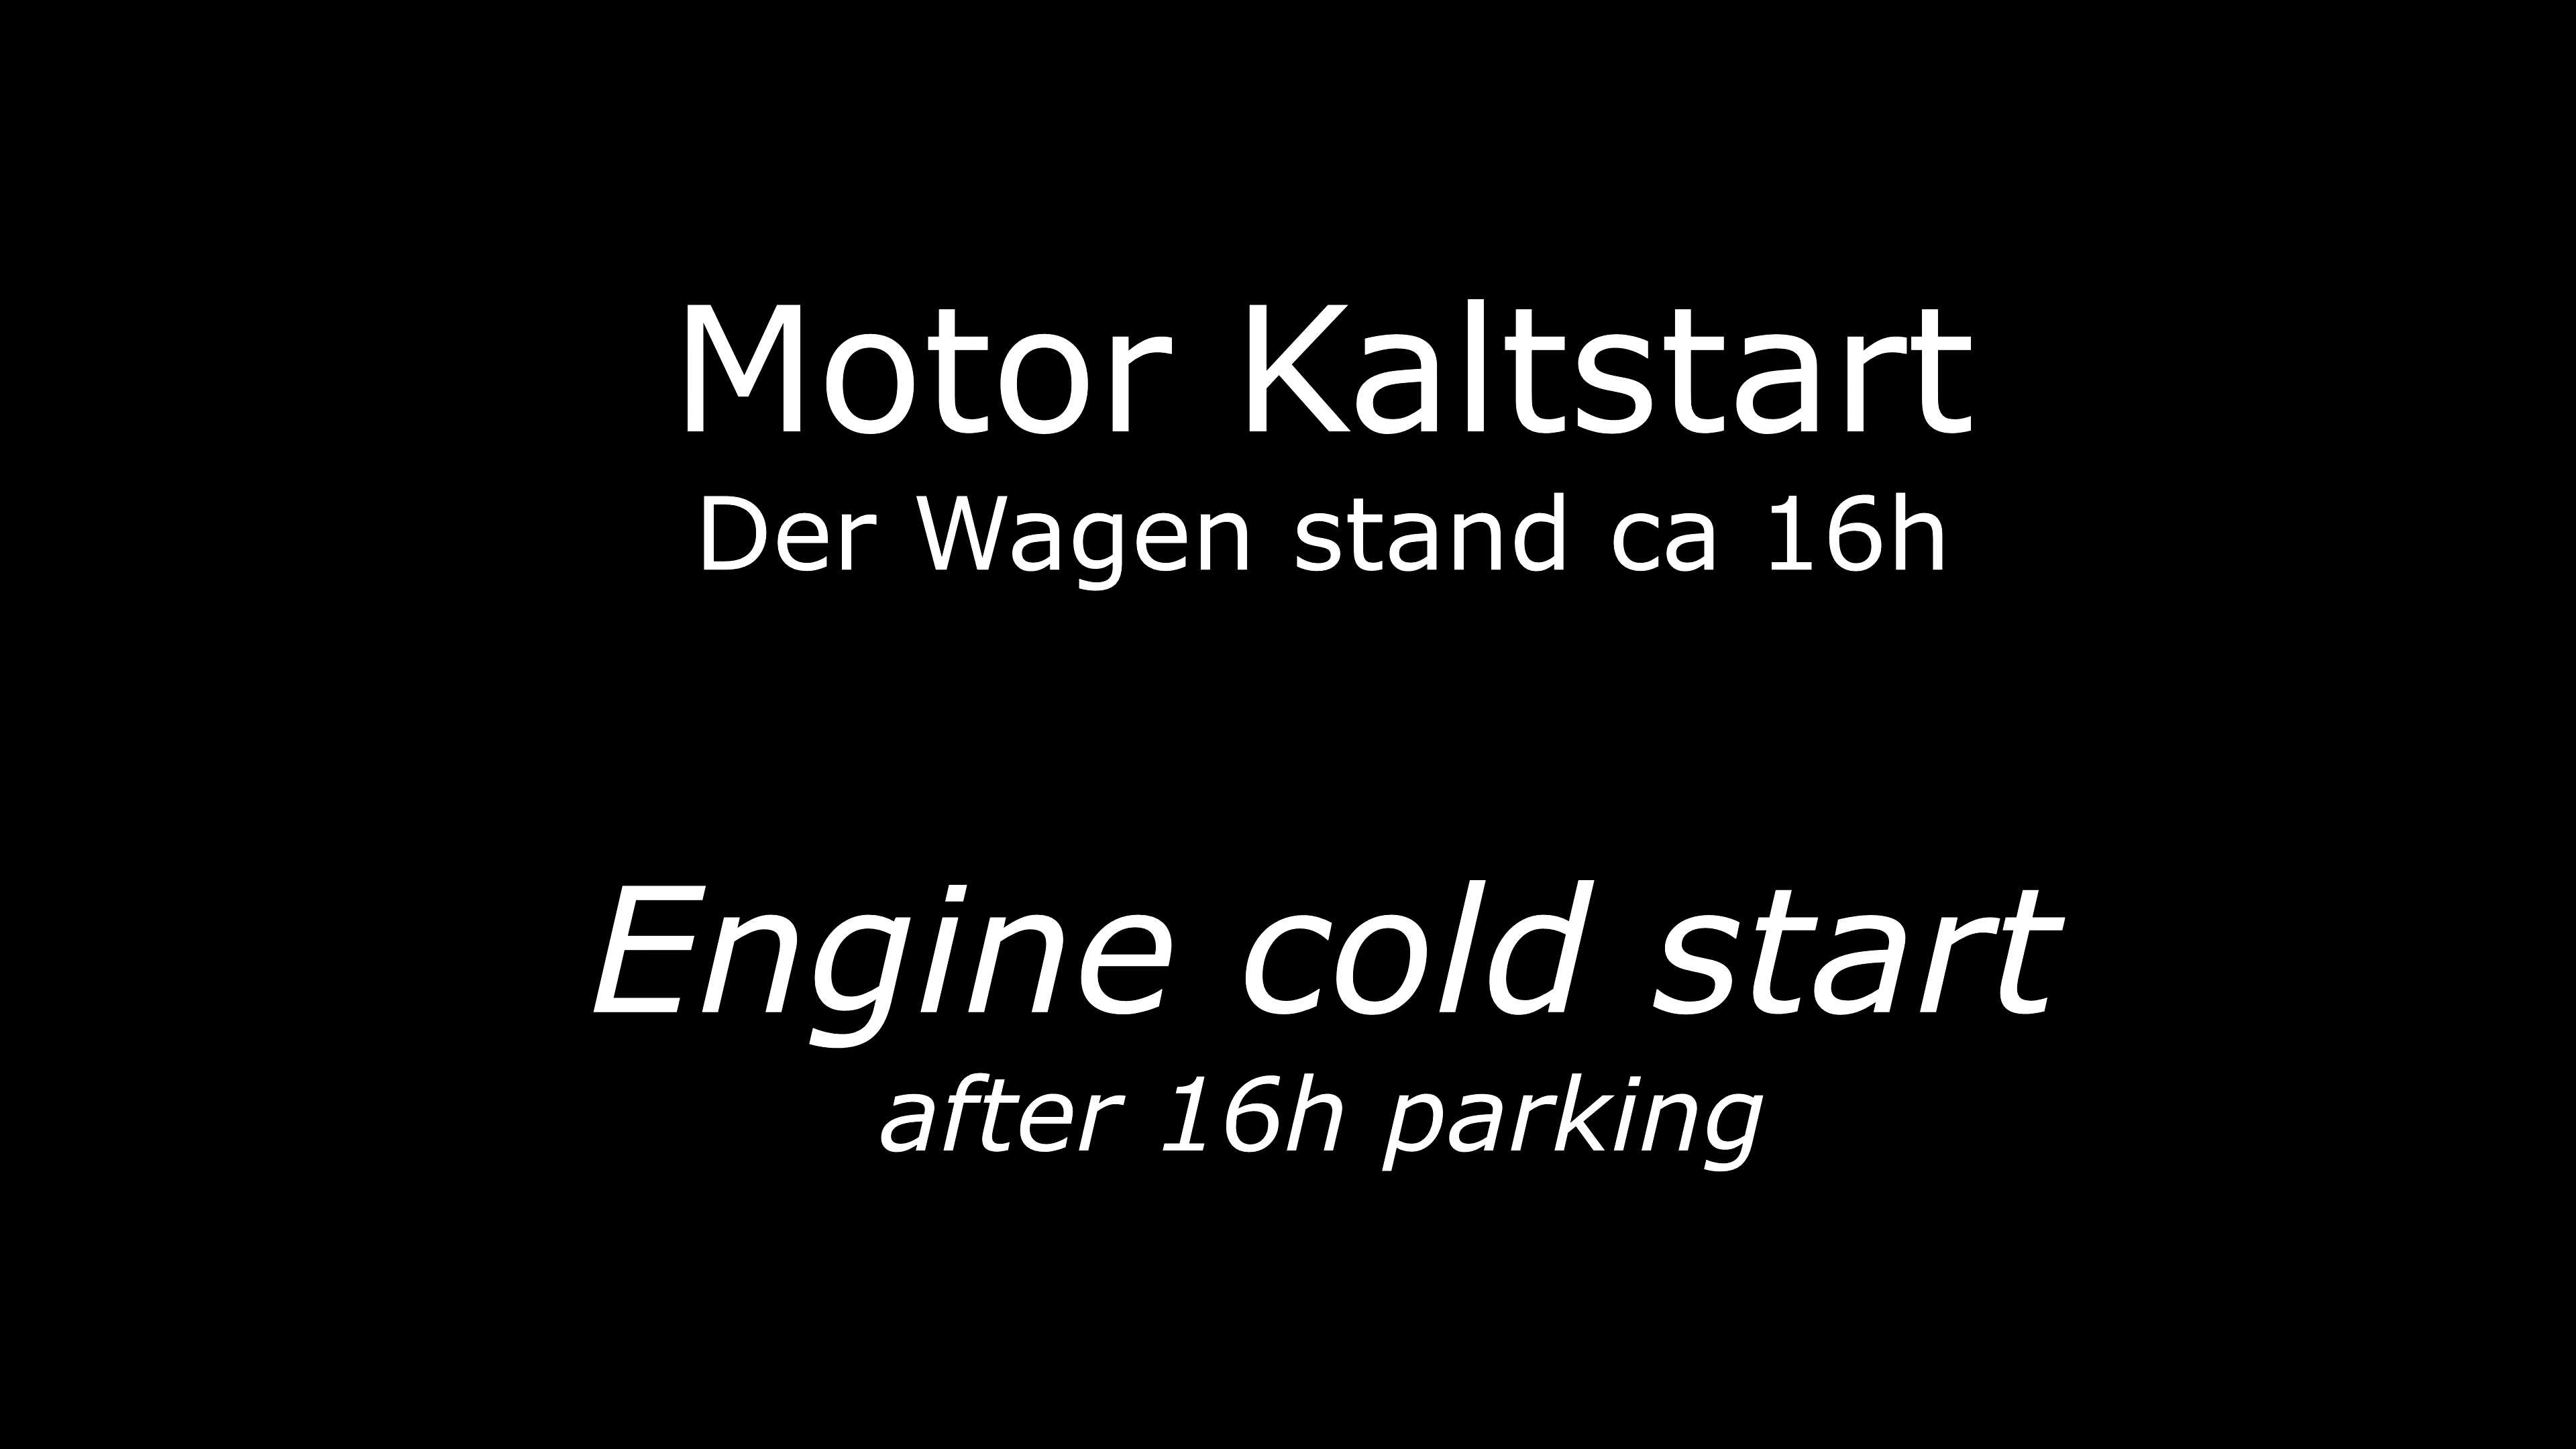 Motor Kaltstart
Der Wagen stand ca 16h
Engine cold start
after 16h parking